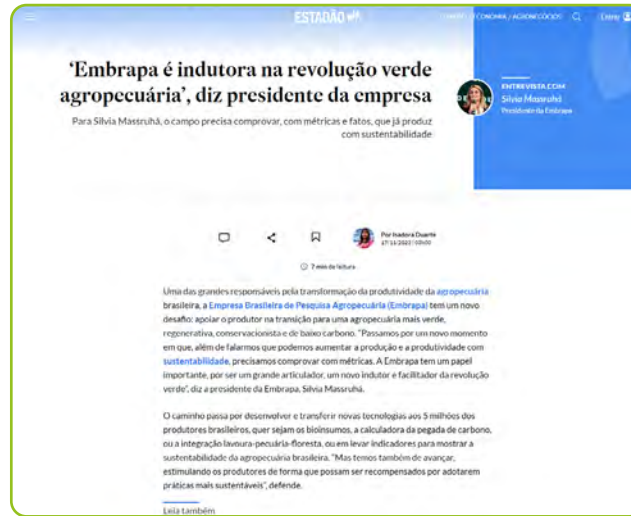 ESTADÃO
ECONOMIA / AGRONEGÓCIOS
Entrar
'Embrapa é indutora na revolução verde
agropecuária', diz presidente da empresa
Para Silvia Massruhá, o campo precisa comprovar, com métricas e fatos, que já produz
com sustentabilidade
ENTREVISTA COM
Silvia Massruhá
Presidente da Embrapa
Por Isadora Duarte
27/11/2023 | 03h00
7 min de leitura
Uma das grandes responsáveis pela transformação da produtividade da agropecuária
brasileira, a Empresa Brasileira de Pesquisa Agropecuária (Embrapa) tem um novo
desafio: apoiar o produtor na transição para uma agropecuária mais verde,
regenerativa, conservacionista e de baixo carbono. "Passamos por um novo momento
em que, além de falarmos que podemos aumentar a produção e a produtividade com
sustentabilidade, precisamos comprovar com métricas. A Embrapa tem um papel
importante, por ser um grande articulador, um novo indutor e facilitador da revolução
verde", diz a presidente da Embrapa, Silvia Massruhá.
O caminho passa por desenvolver e transferir novas tecnologias aos 5 milhões dos
produtores brasileiros, quer sejam os bioinsumos, a calculadora da pegada de carbono,
ou a integração lavoura-pecuária-floresta, ou em levar indicadores para mostrar a
sustentabilidade da agropecuária brasileira. "Mas temos também de avançar,
estimulando os produtores de forma que possam ser recompensados por adotarem
práticas mais sustentáveis", defende.
Leia também